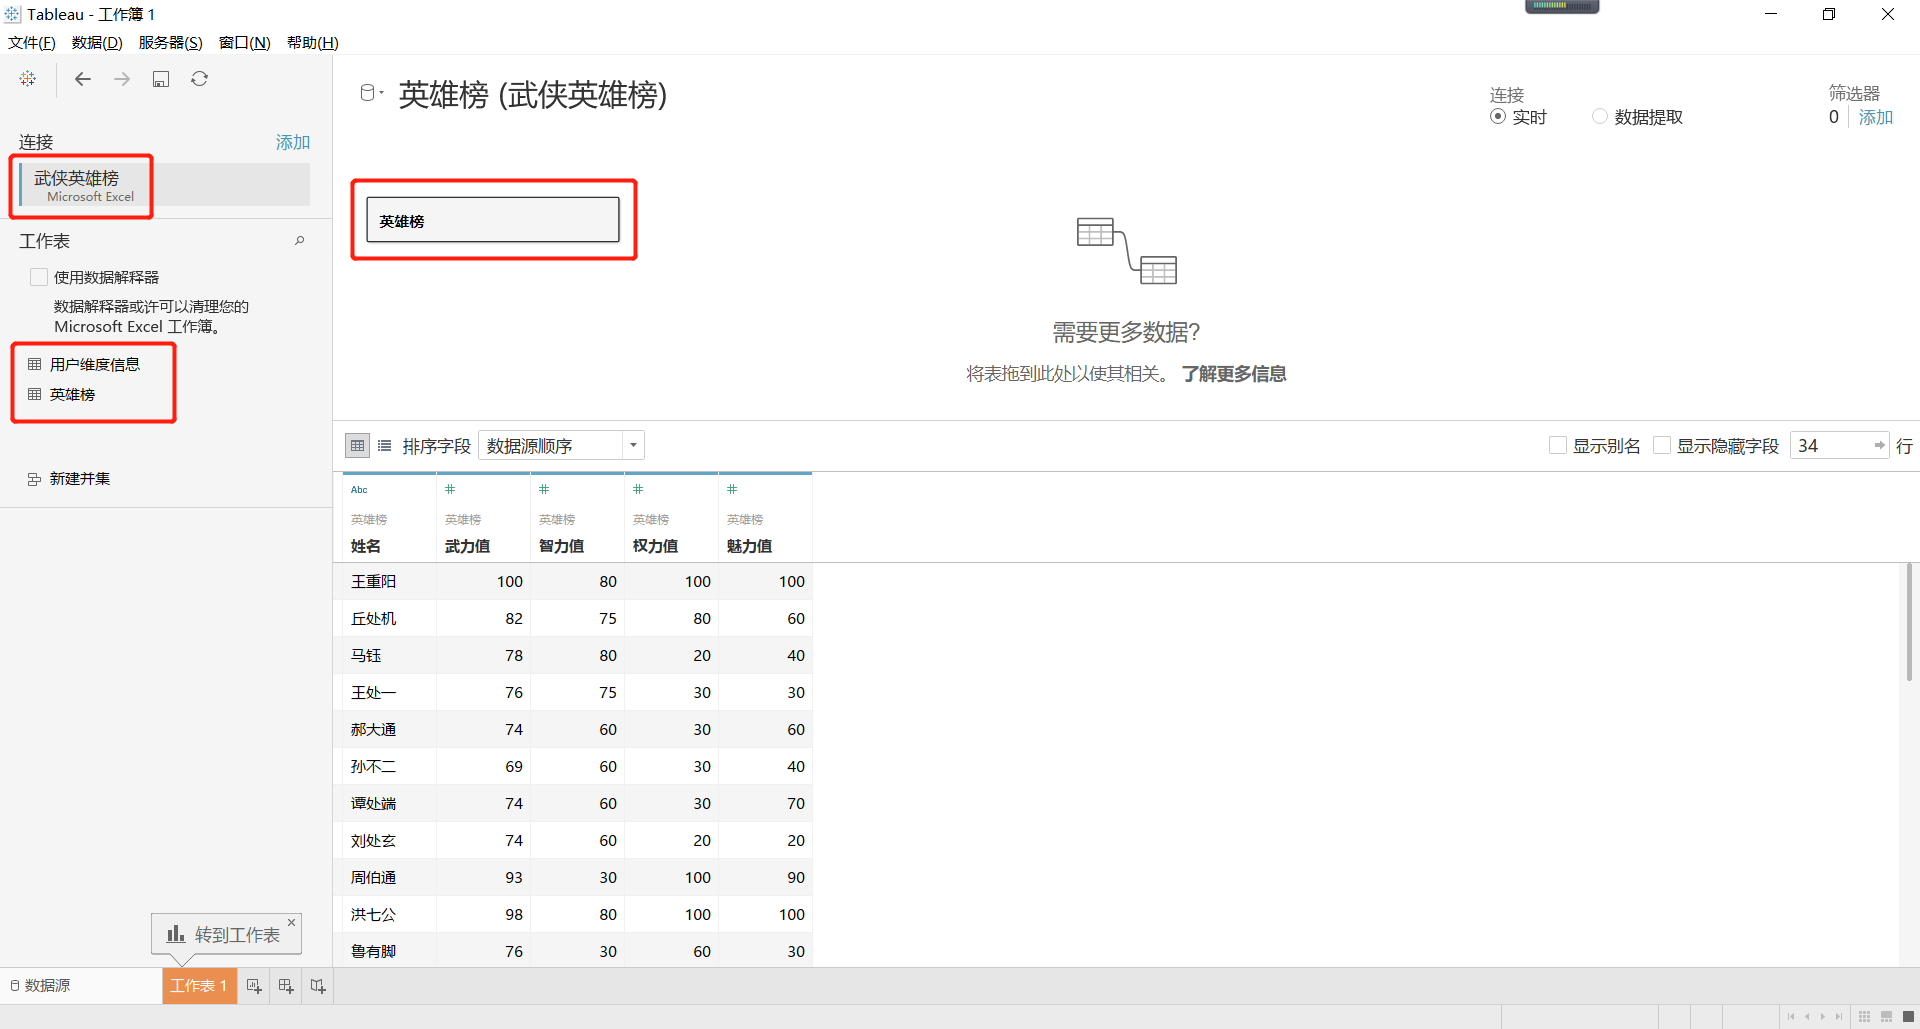 Tableau - 工作簿 1
文件(F) 数据(D) 服务器(S) 窗口(N) 帮助(H)
连接 添加
武侠英雄榜
Microsoft Excel
工作表
使用数据解释器
数据解释器或许可以清理您的
Microsoft Excel 工作簿。
用户维度信息
英雄榜
新建并集
英雄榜 (武侠英雄榜)
连接
实时 数据提取
筛选器
0 添加
英雄榜
需要更多数据?
将表拖到此处以使其相关。 了解更多信息
排序字段 数据源顺序 显示别名 显示隐藏字段 34 行
Abc # # # #
英雄榜 英雄榜 英雄榜 英雄榜 英雄榜
姓名 武力值 智力值 权力值 魅力值
王重阳 100 80 100 100
丘处机 82 75 80 60
马钰 78 80 20 40
王处一 76 75 30 30
郝大通 74 60 30 60
孙不二 69 60 30 40
谭处端 74 60 30 70
刘处玄 74 60 20 20
周伯通 93 30 100 90
洪七公 98 80 100 100
鲁有脚 76 30 60 30
转到工作表
数据源 工作表 1